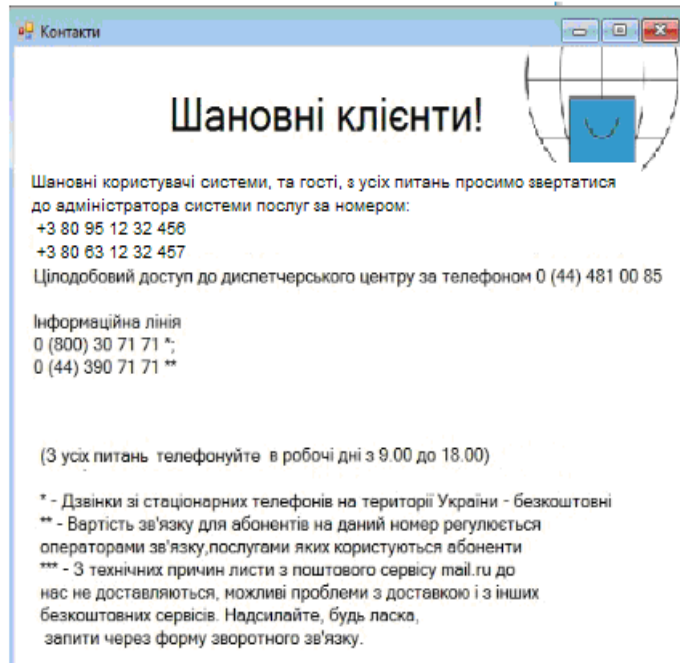 Контакти
Шановні клієнти!
Шановні користувачі системи, та гості, з усіх питань просимо звертатися
до адміністратора системи послуг за номером:
+3 80 95 12 32 456
+3 80 63 12 32 457
Цілодобовий доступ до диспетчерського центру за телефоном 0 (44) 481 00 85
Інформаційна лінія
0 (800) 30 71 71 *;
0 (44) 390 71 71 **
(З усіх питань телефонуйте в робочі дні з 9.00 до 18.00)
* - Дзвінки зі стаціонарних телефонів на території України - безкоштовні
** - Вартість зв'язку для абонентів на даний номер регулюється
операторами зв'язку,послугами яких користуються абоненти
*** - З технічних причин листи з поштового сервісу mail.ru до
нас не доставляються, можливі проблеми з доставкою і з інших
безкоштовних сервісів. Надсилайте, будь ласка,
запити через форму зворотного зв'язку.